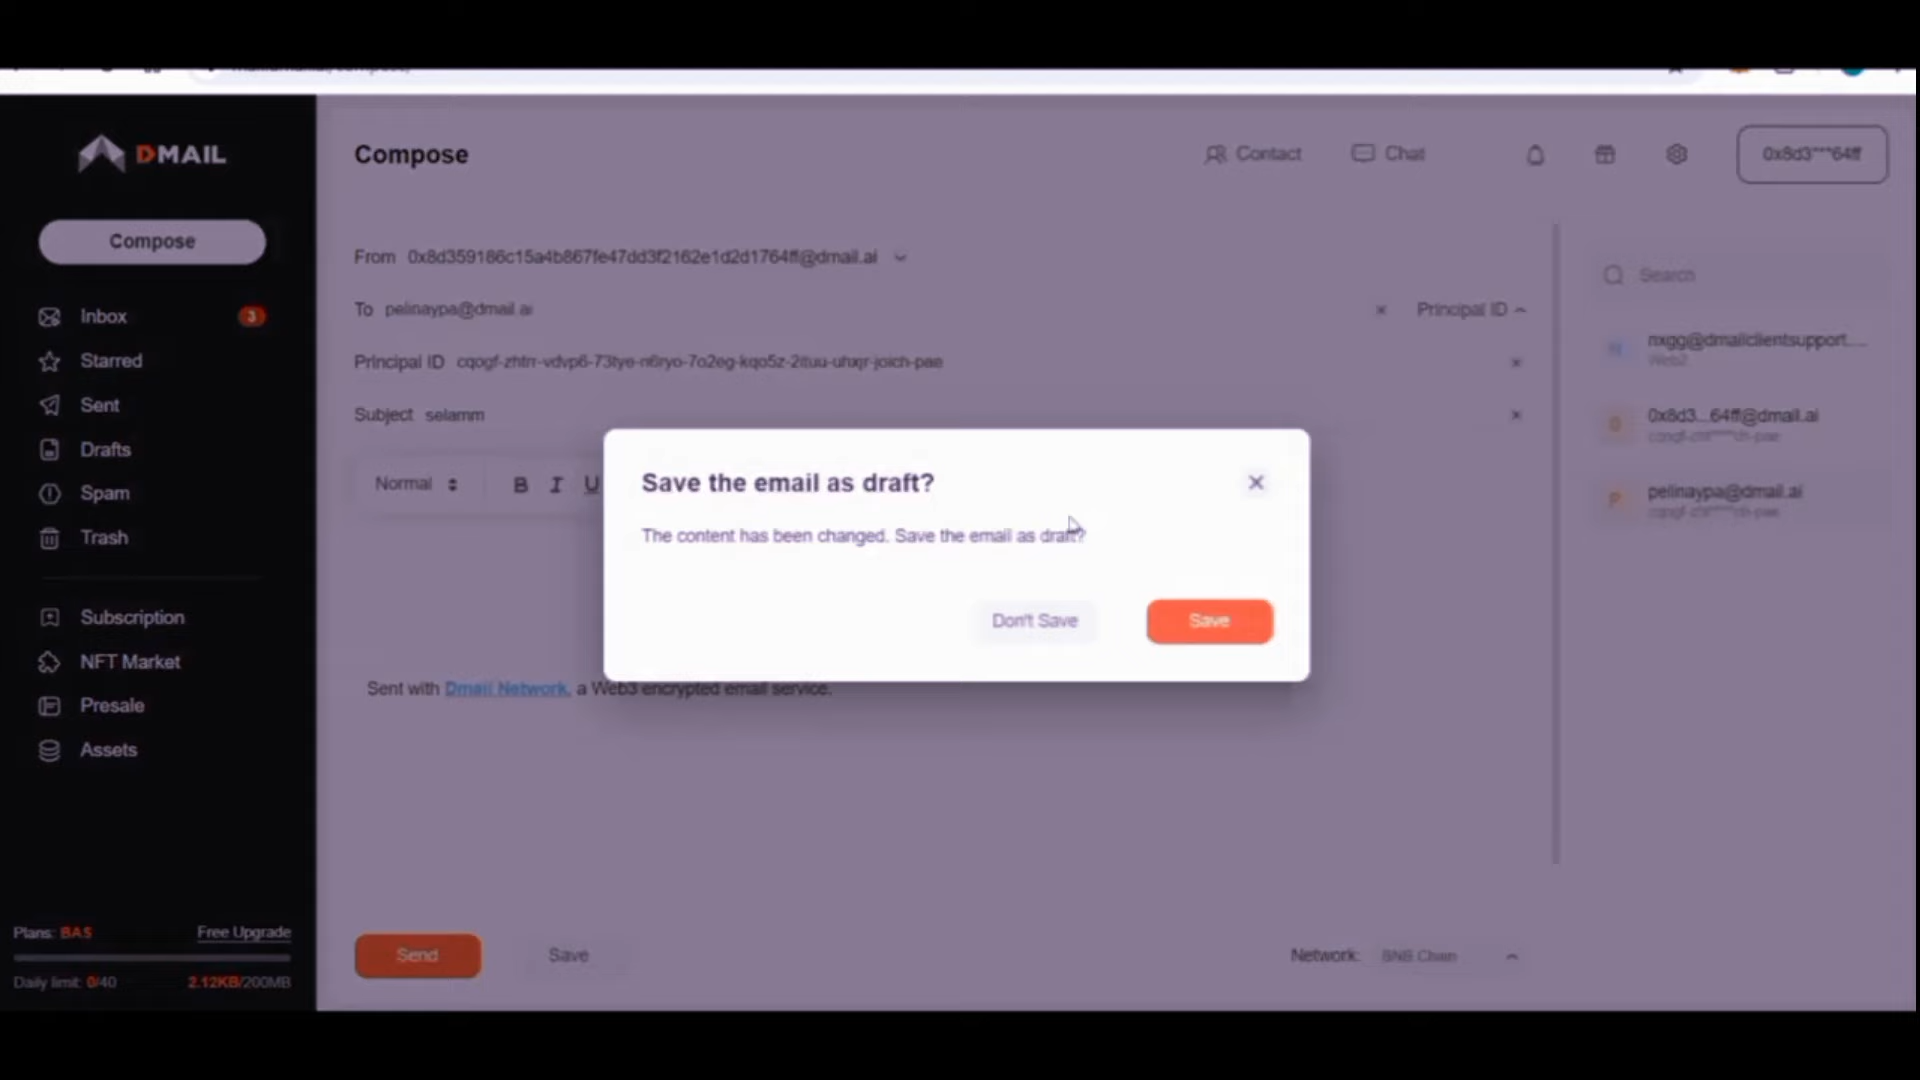 DMAIL
Compose
Inbox 3
Starred
Sent
Drafts
Spam
Trash
Subscription
NFT Market
Presale
Assets
Plans: BAS Free Upgrade
Daily limit: 0/40 2.12KB/200MB
Compose
Contact
Chat
0x8d3***64ff
From 0x8d359186c15a4b867fe47dd3f2162e1d2d1764ff@dmail.ai
To pelinaypa@dmail.ai
Principal ID
Principal ID cqogf-zhtrr-vdvp6-73tye-n6ryo-7o2eg-kqo5z-2ituu-uhxjr-joich-pae
Subject selamm
Normal B I U
Save the email as draft?
The content has been changed. Save the email as draft?
Don't Save
Save
Sent with Dmail Network, a Web3 encrypted email service.
Send
Save
Network: BNB Chain
Search
nxgg@dmailclientsupport....
Web2
0x8d3...64ff@dmail.ai
pelinaypa@dmail.ai